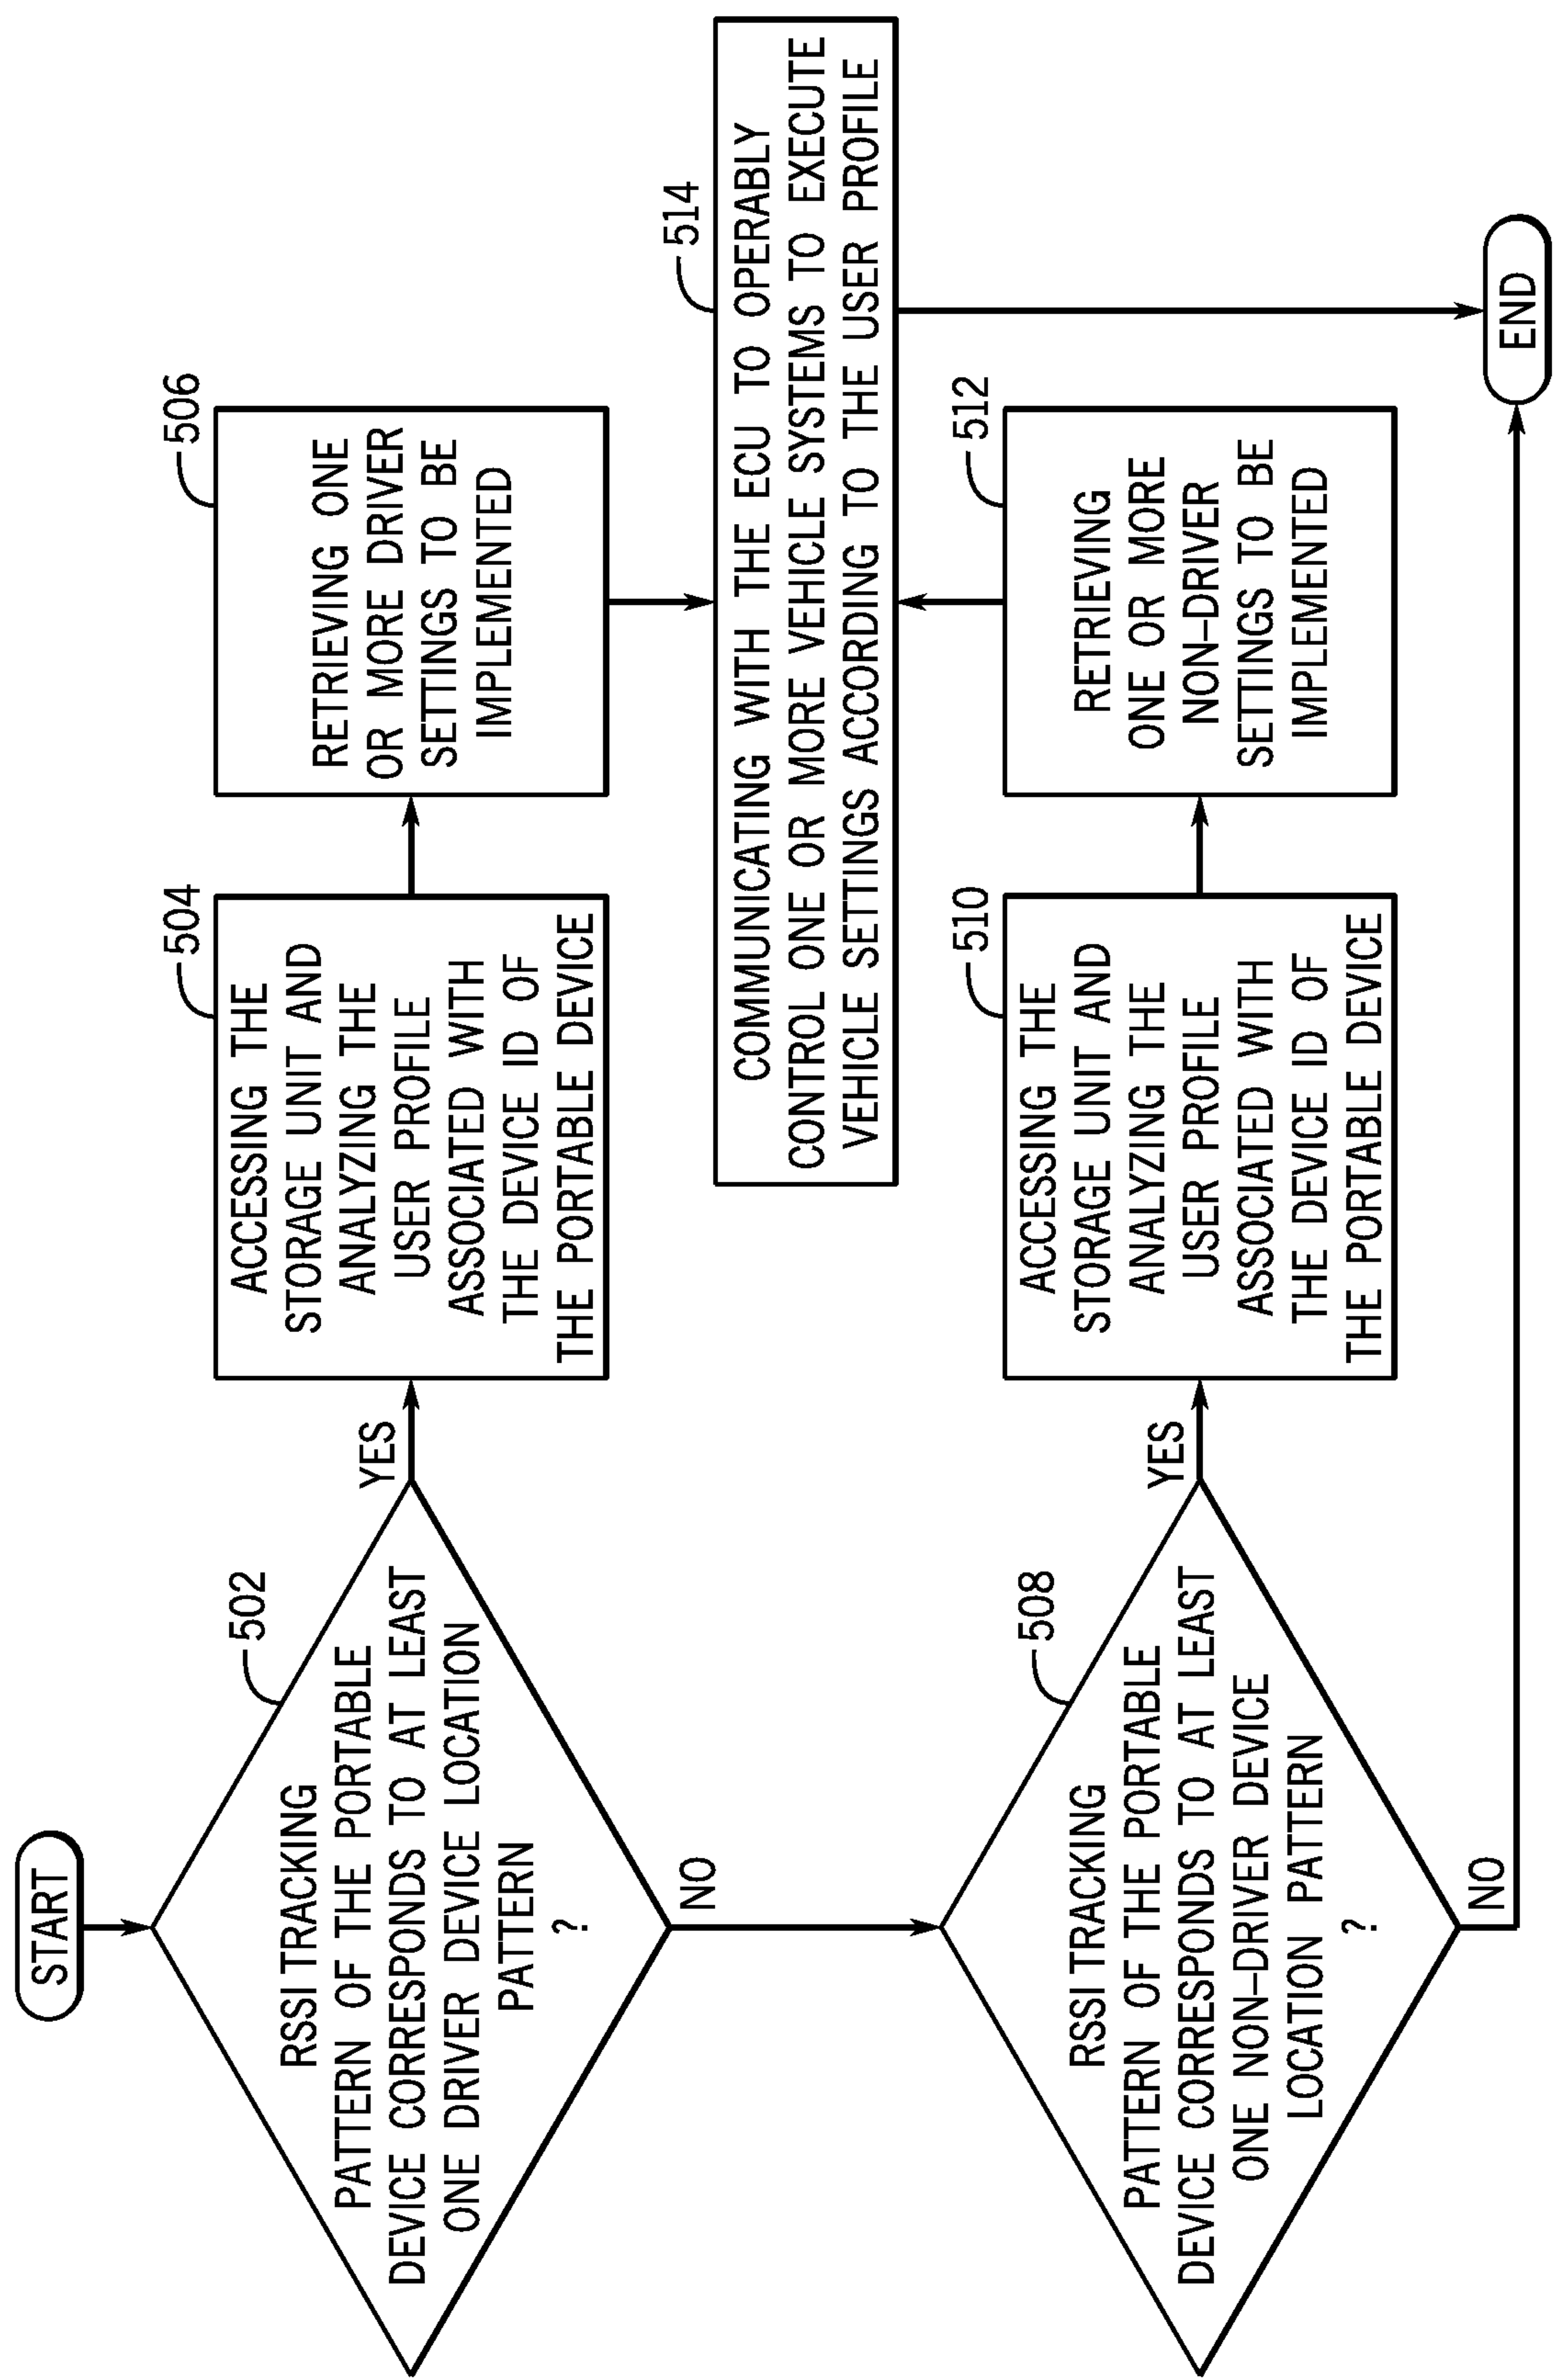 START
502
RSSI TRACKING
PATTERN OF THE PORTABLE
DEVICE CORRESPONDS TO AT LEAST
ONE DRIVER DEVICE LOCATION
PATTERN
?
YES
NO
504
ACCESSING THE
STORAGE UNIT AND
ANALYZING THE
USER PROFILE
ASSOCIATED WITH
THE DEVICE ID OF
THE PORTABLE DEVICE
506
RETRIEVING ONE
OR MORE DRIVER
SETTINGS TO BE
IMPLEMENTED
514
COMMUNICATING WITH THE ECU TO OPERABLY
CONTROL ONE OR MORE VEHICLE SYSTEMS TO EXECUTE
VEHICLE SETTINGS ACCORDING TO THE USER PROFILE
508
RSSI TRACKING
PATTERN OF THE PORTABLE
DEVICE CORRESPONDS TO AT LEAST
ONE NON-DRIVER DEVICE
LOCATION PATTERN
?
YES
NO
510
ACCESSING THE
STORAGE UNIT AND
ANALYZING THE
USER PROFILE
ASSOCIATED WITH
THE DEVICE ID OF
THE PORTABLE DEVICE
512
RETRIEVING
ONE OR MORE
NON-DRIVER
SETTINGS TO BE
IMPLEMENTED
END